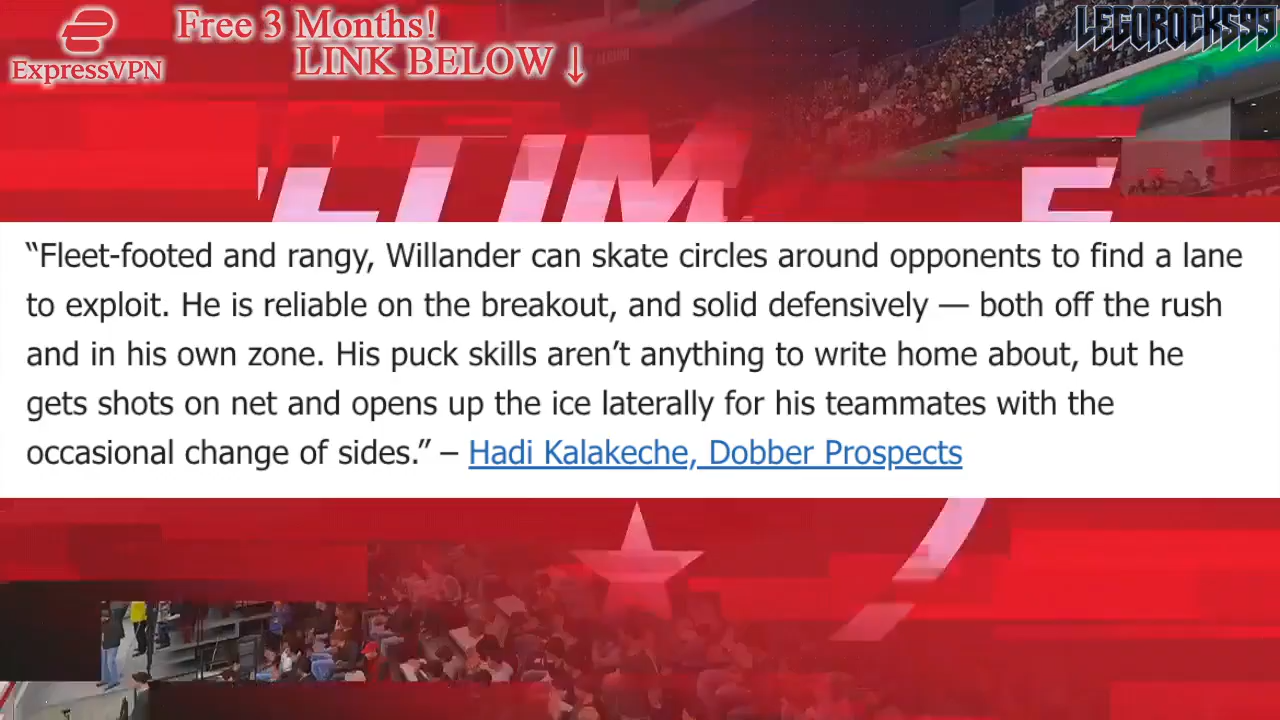 ExpressVPN
Free 3 Months!
LINK BELOW ↓
LEGOROCKS99
“Fleet-footed and rangy, Willander can skate circles around opponents to find a lane
to exploit. He is reliable on the breakout, and solid defensively — both off the rush
and in his own zone. His puck skills aren’t anything to write home about, but he
gets shots on net and opens up the ice laterally for his teammates with the
occasional change of sides.” – Hadi Kalakeche, Dobber Prospects